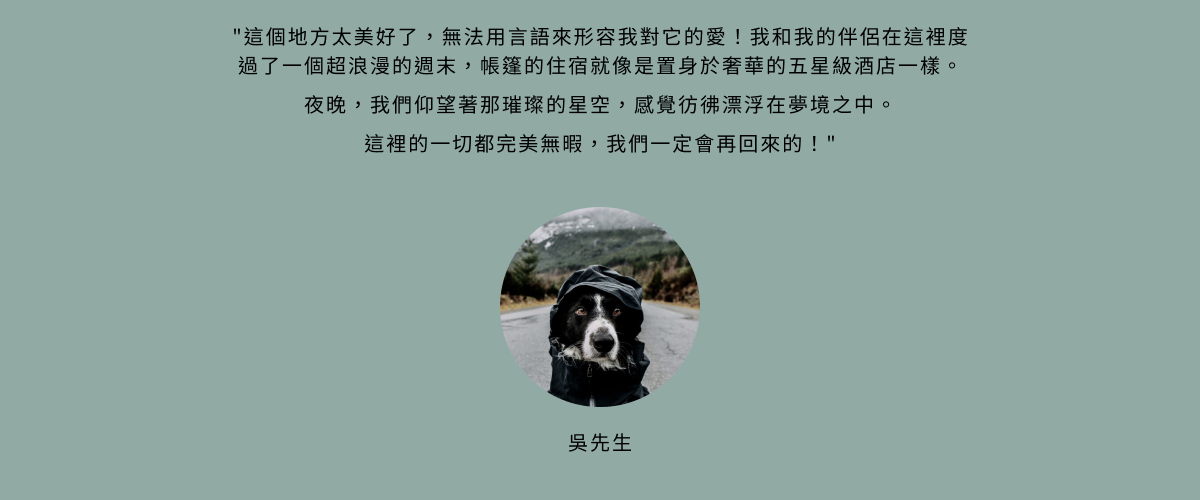 "這個地方太美好了，無法用言語來形容我對它的愛！我和我的伴侶在這裡度
過了一個超浪漫的週末，帳篷的住宿就像是置身於奢華的五星級酒店一樣。
夜晚，我們仰望著那璀璨的星空，感覺彷彿漂浮在夢境之中。
這裡的一切都完美無暇，我們一定會再回來的！"
吳先生